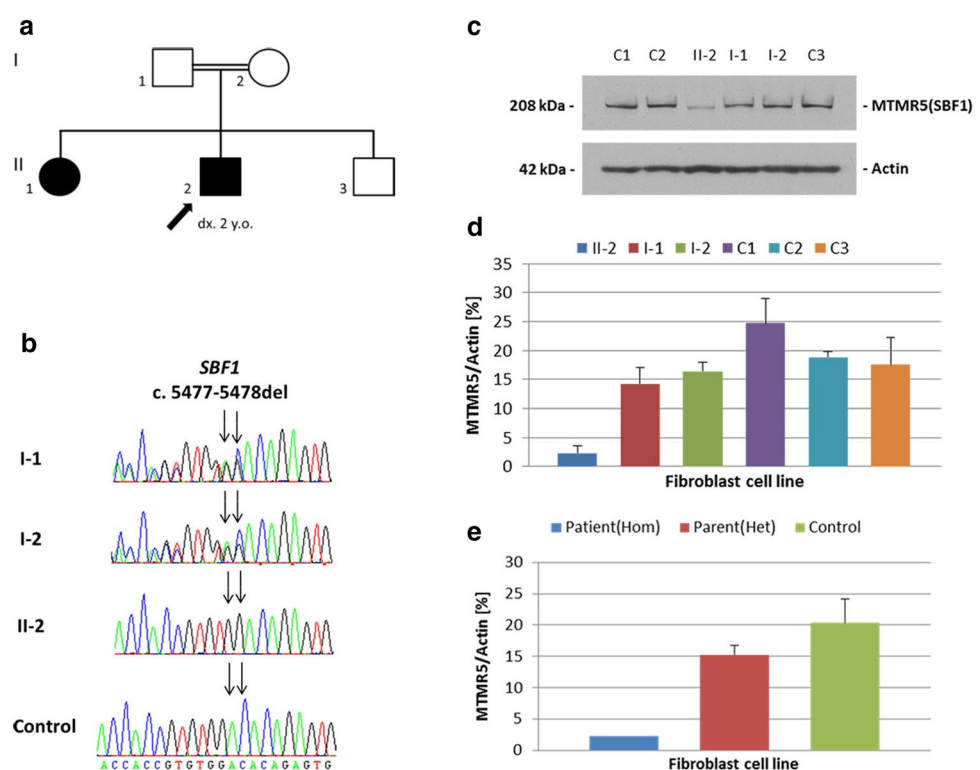 a
I
1
2
II
1
2
3
dx. 2 y.o.
b
SBF1
c. 5477-5478del
I-1
I-2
II-2
Control
ACCACCGTGTGGACACAGAGTG
c
C1 C2 II-2 I-1 I-2 C3
208 kDa - - MTMR5(SBF1)
42 kDa - - Actin
d
II-2 I-1 I-2 C1 C2 C3
MTMR5/Actin [%]
35
30
25
20
15
10
5
0
Fibroblast cell line
e
Patient(Hom) Parent(Het) Control
MTMR5/Actin [%]
30
25
20
15
10
5
0
Fibroblast cell line